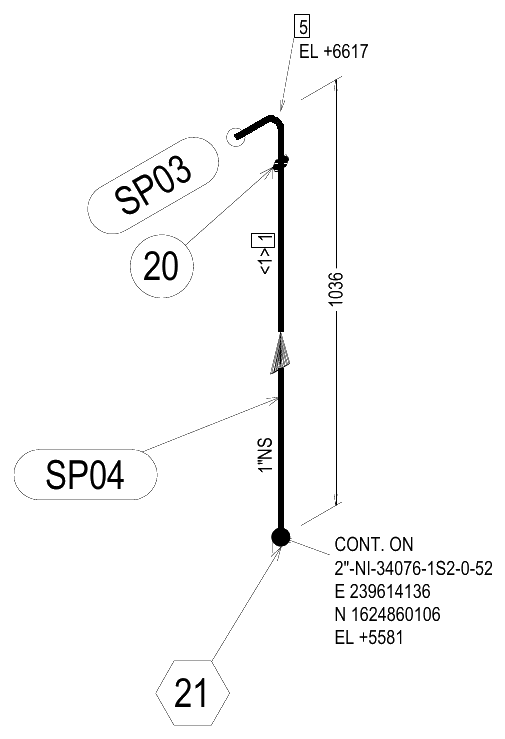 5
EL +6617
SP03
20
<1> 1
1036
1"NS
SP04
CONT. ON
2"-NI-34076-1S2-0-52
E 239614136
N 1624860106
EL +5581
21